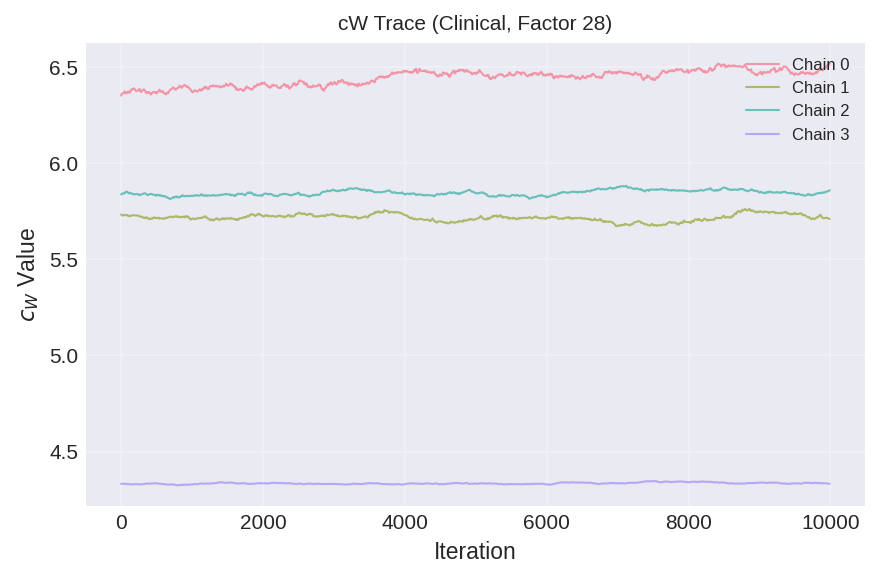 cW Trace (Clinical, Factor 28)
6.5
6.0
5.5
5.0
4.5
c_W Value
Chain 0
Chain 1
Chain 2
Chain 3
0 2000 4000 6000 8000 10000
Iteration